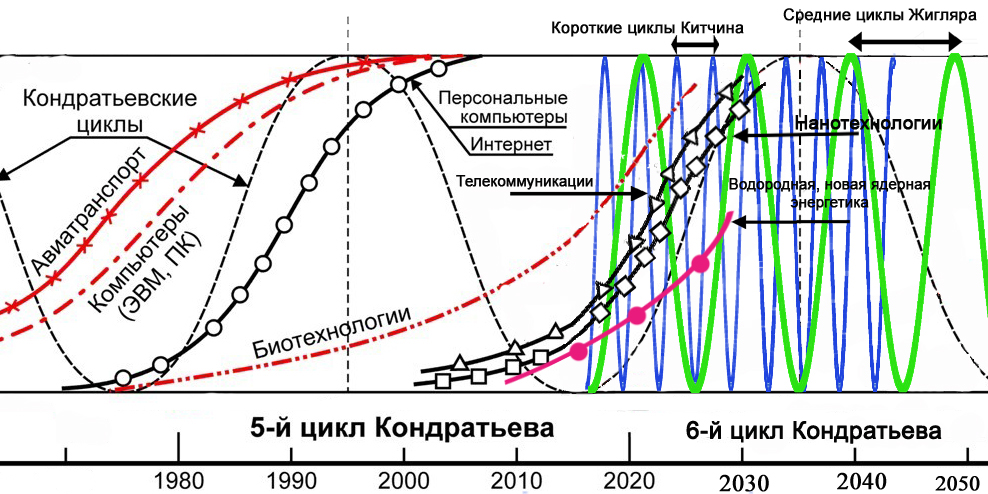 Короткие циклы Китчина
Средние циклы Жигляра
Кондратьевские
циклы
Авиатранспорт
Компьютеры
(ЭВМ, ПК)
Персональные
компьютеры
Интернет
Нанотехнологии
Телекоммуникации
Водородная, новая ядерная
энергетика
Биотехнологии
5-й цикл Кондратьева
6-й цикл Кондратьева
1980
1990
2000
2010
2020
2030
2040
2050